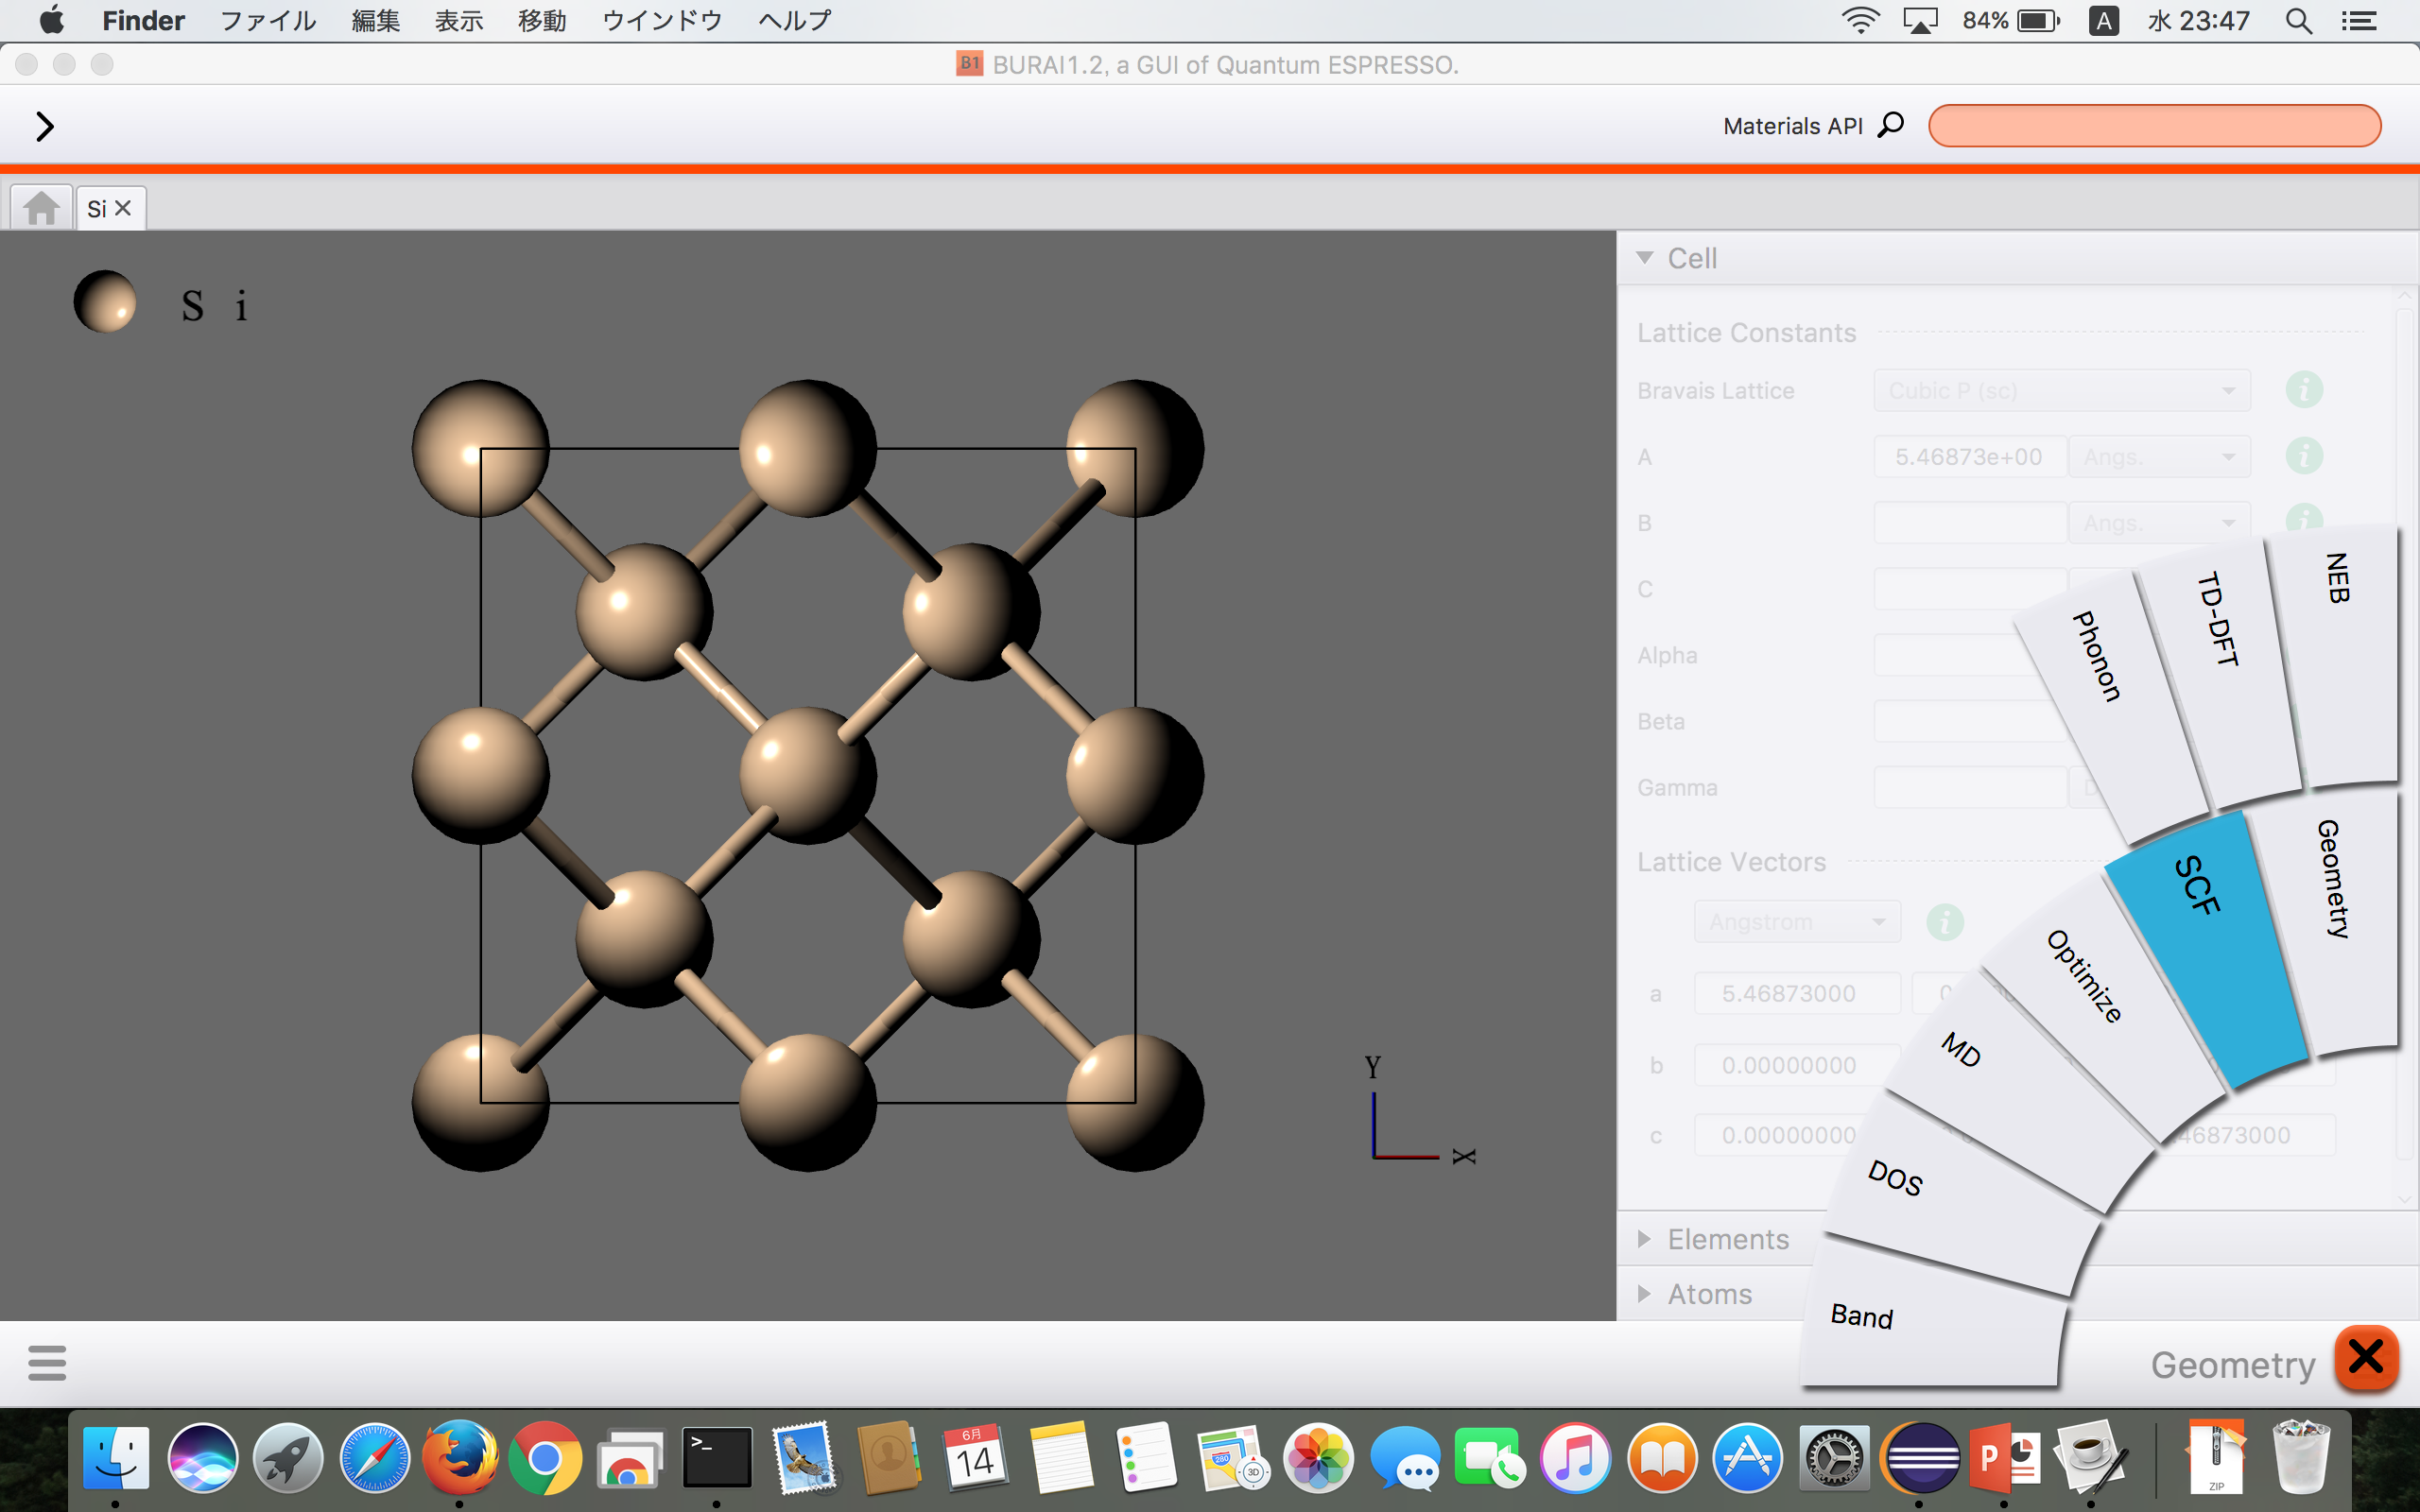 Finder ファイル 編集 表示 移動 ウインドウ ヘルプ 84% A 水 23:47
B1 BURAI1.2, a GUI of Quantum ESPRESSO.
Materials API
Si
S i
Cell
Lattice Constants
Bravais Lattice Cubic P (sc) i
A 5.46873e+00 Angs. i
B Angs. i
C
Alpha
Beta
Gamma D
Lattice Vectors
Angstrom i
a 5.46873000
b 0.00000000
c 0.00000000 46873000
Elements
Atoms
NEB
TD-DFT
Phonon
Geometry
SCF
Optimize
MD
DOS
Band
Y
X
Geometry
6月
14
280
3D
>_
P
ZIP